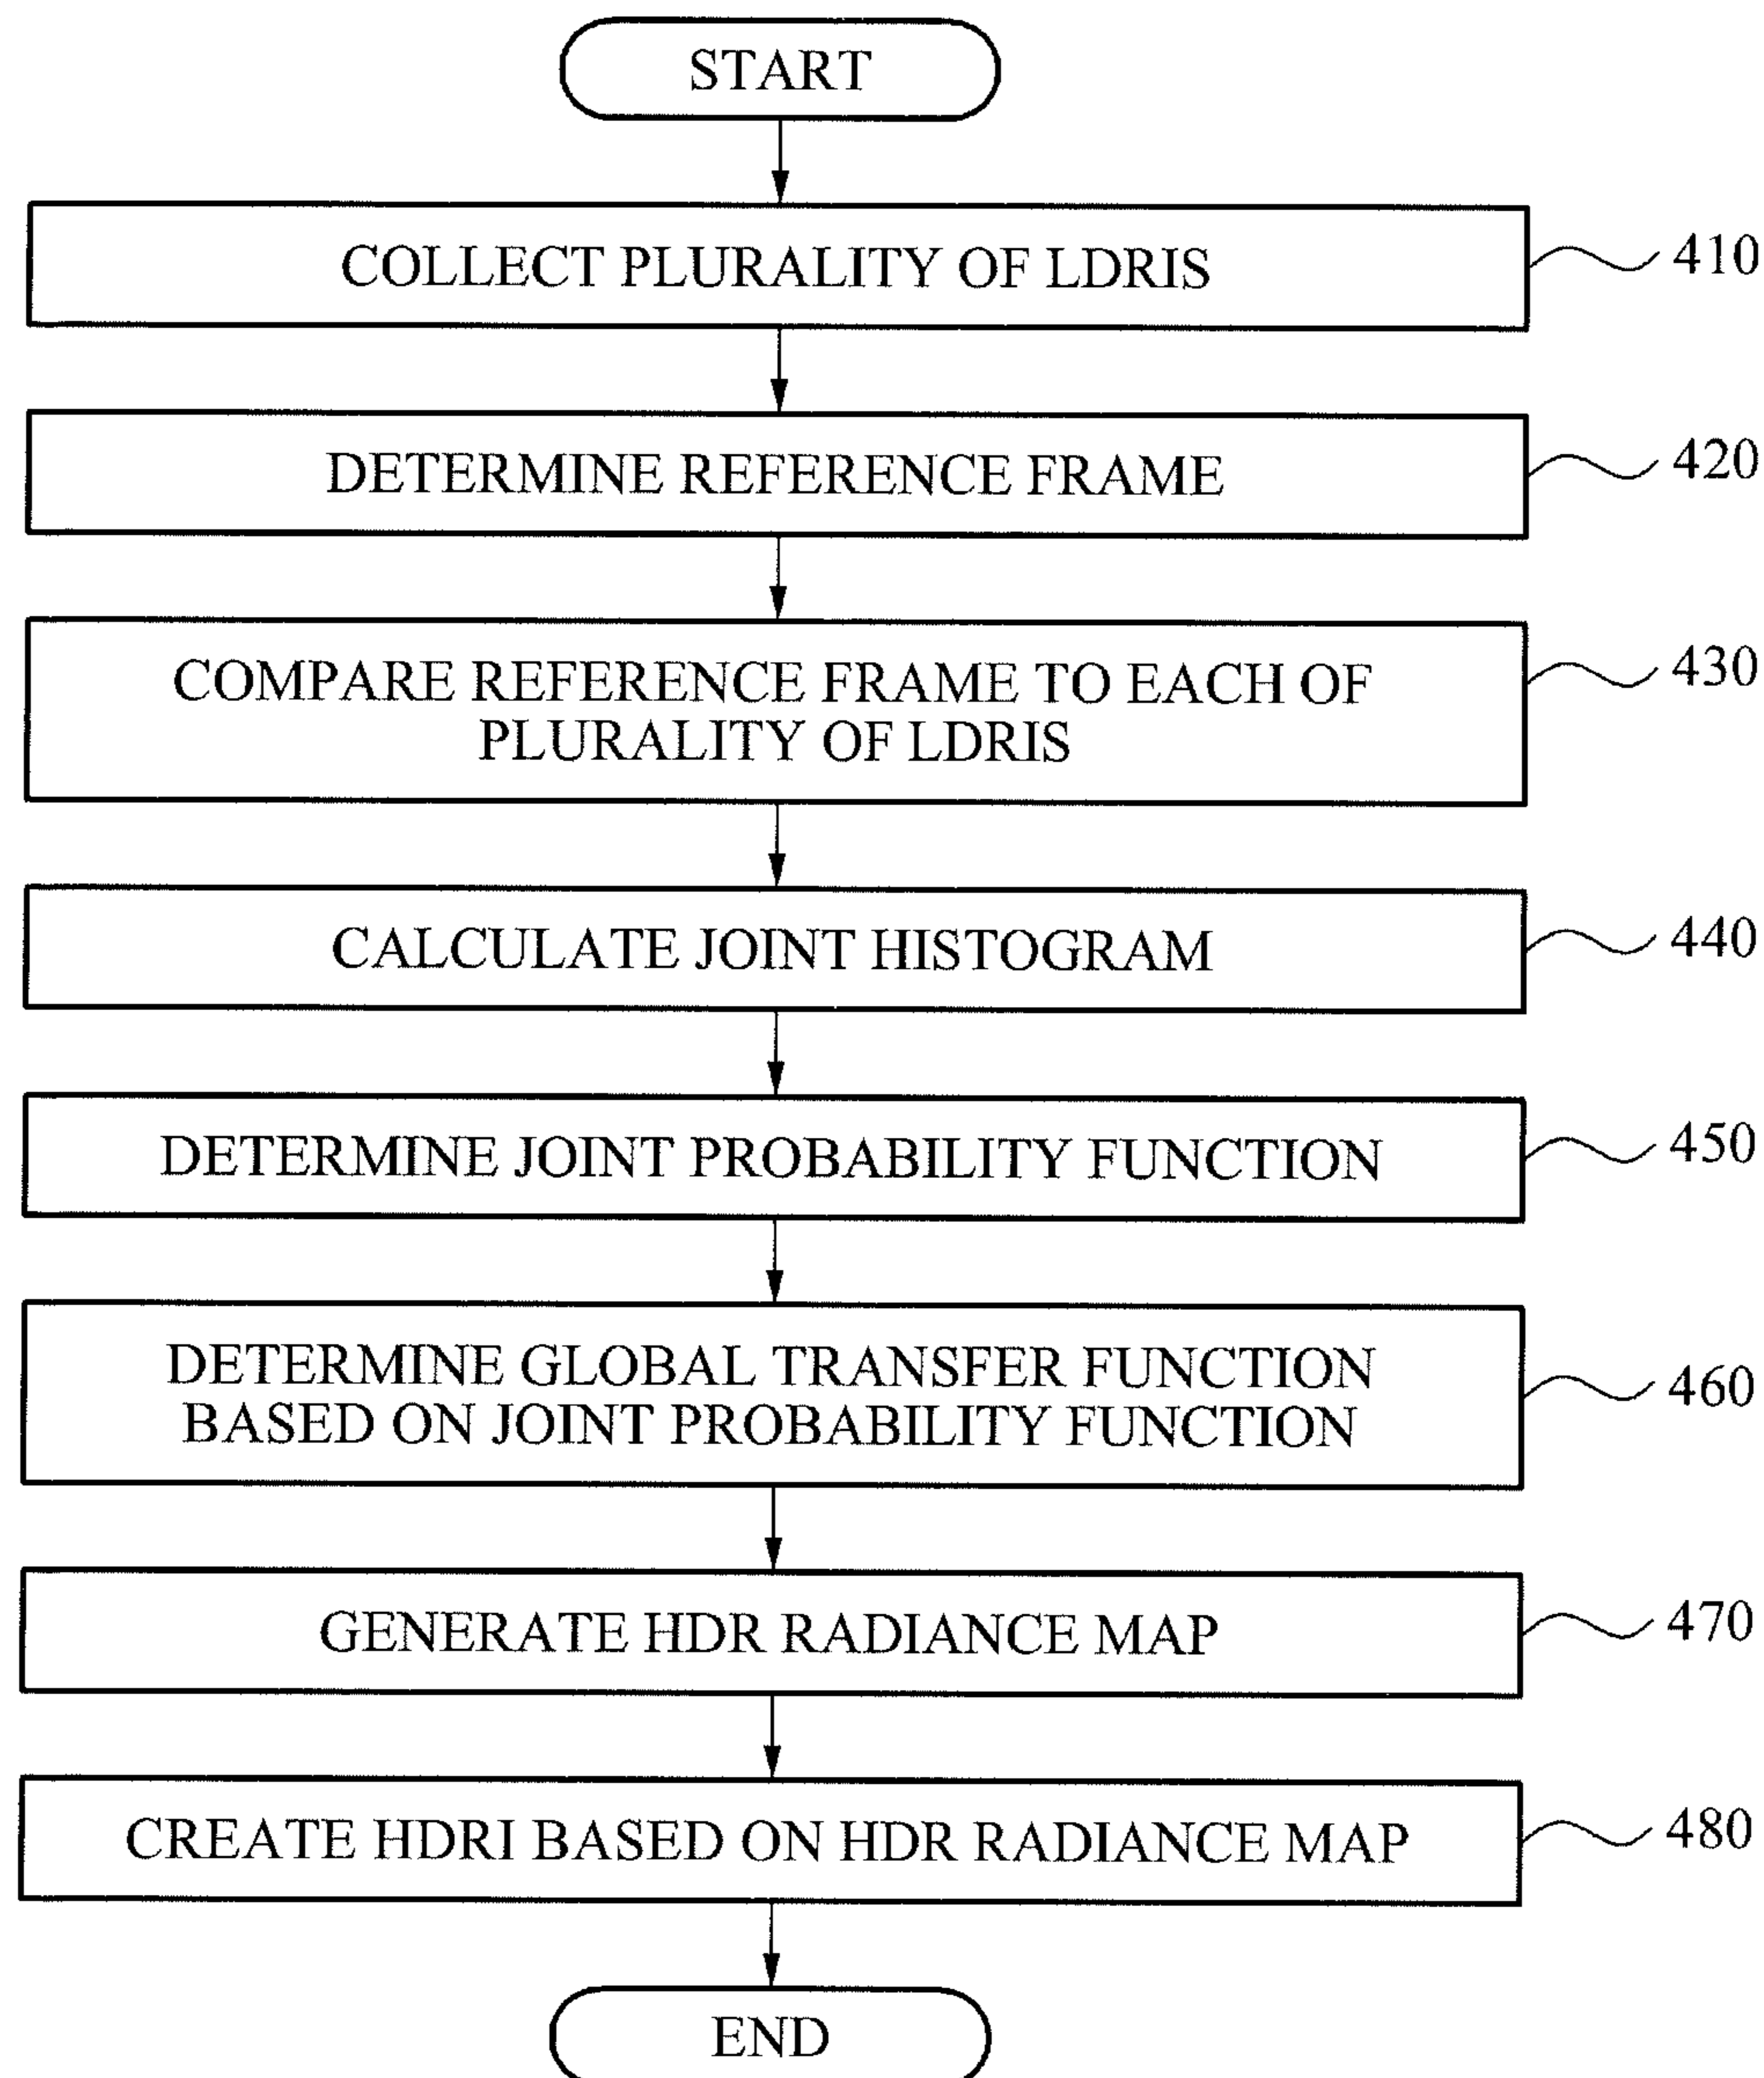 START
COLLECT PLURALITY OF LDRIS
410
DETERMINE REFERENCE FRAME
420
COMPARE REFERENCE FRAME TO EACH OF
PLURALITY OF LDRIS
430
CALCULATE JOINT HISTOGRAM
440
DETERMINE JOINT PROBABILITY FUNCTION
450
DETERMINE GLOBAL TRANSFER FUNCTION
BASED ON JOINT PROBABILITY FUNCTION
460
GENERATE HDR RADIANCE MAP
470
CREATE HDRI BASED ON HDR RADIANCE MAP
480
END